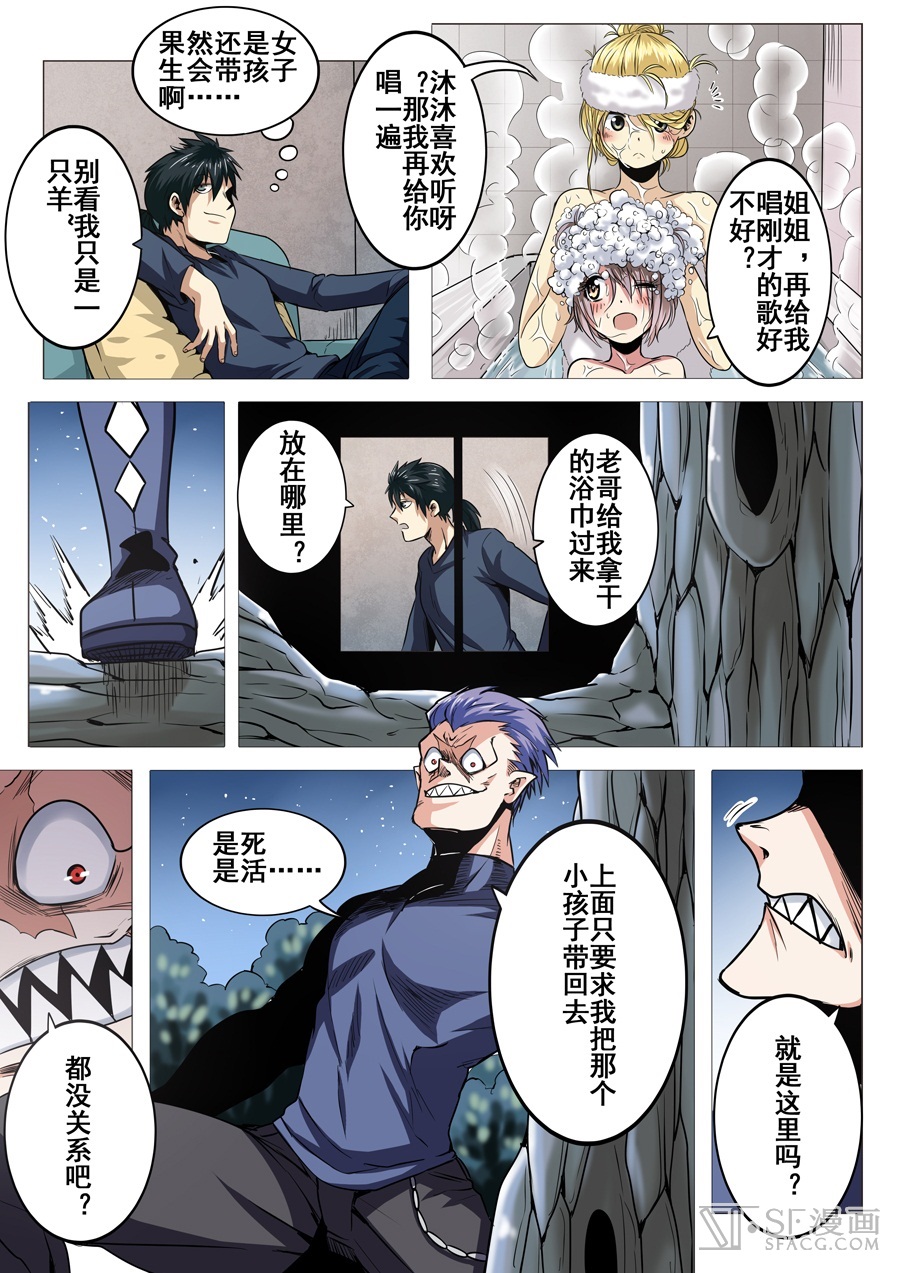 姐姐，再给我
唱刚才的歌好
不好？
沐沐喜欢听呀
？那我再给你
唱一遍
果然还是女
生会带孩子
啊……
别看我只是一
只羊，
老哥给我拿干
的浴巾过来
放在哪里？
就是这里吗？
上面只要求我把那个
小孩子带回去
是死
是活……
都没关系吧？
SF漫画
SFACG.COM